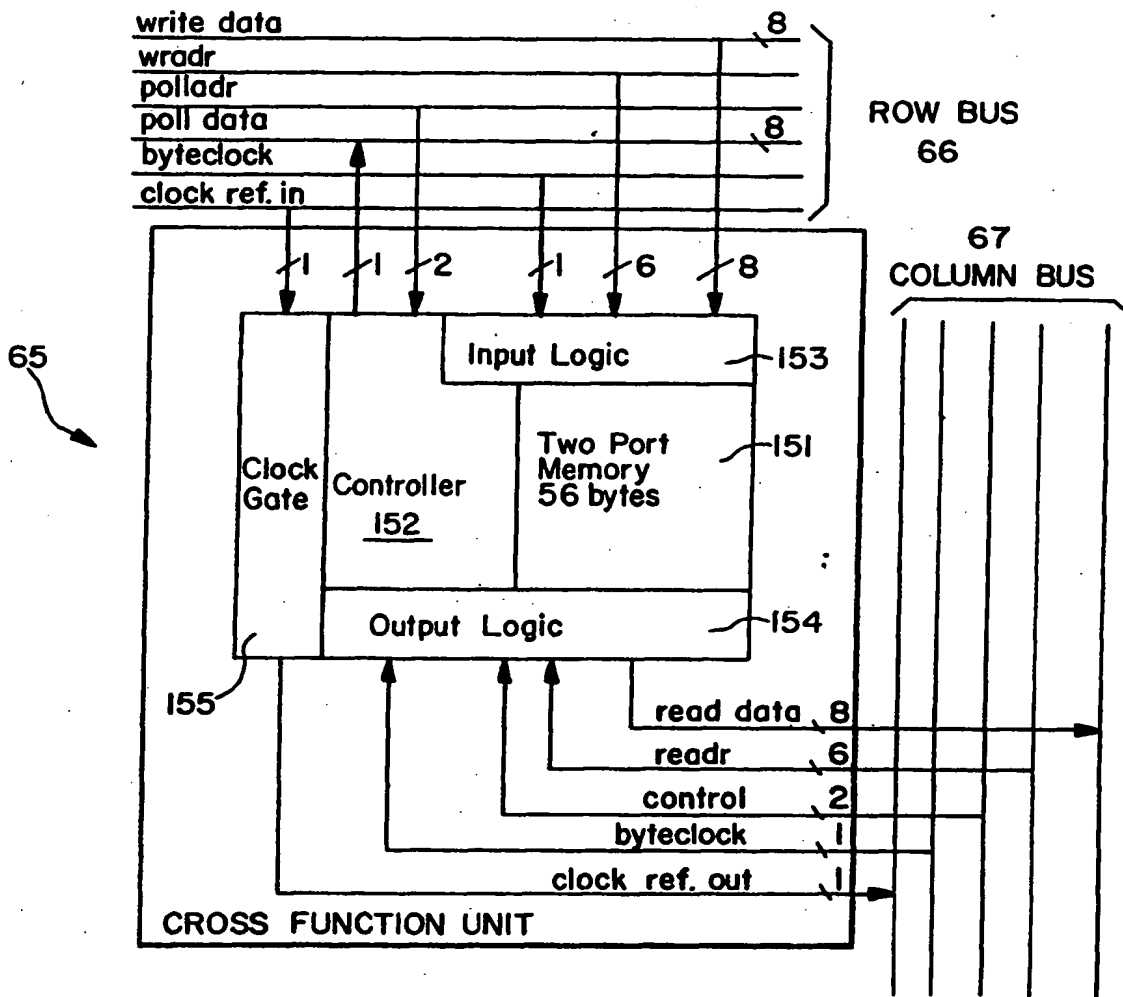 write data 8
wradr
polladr
poll data 8
byteclock
clock ref. in
ROW BUS
66
1 1 2 1 6 8
67
COLUMN BUS
65
Input Logic 153
Two Port
Memory
56 bytes
151
Clock
Gate
Controller
152
Output Logic 154
155
read data 8
readr 6
control 2
byteclock 1
clock ref. out 1
CROSS FUNCTION UNIT